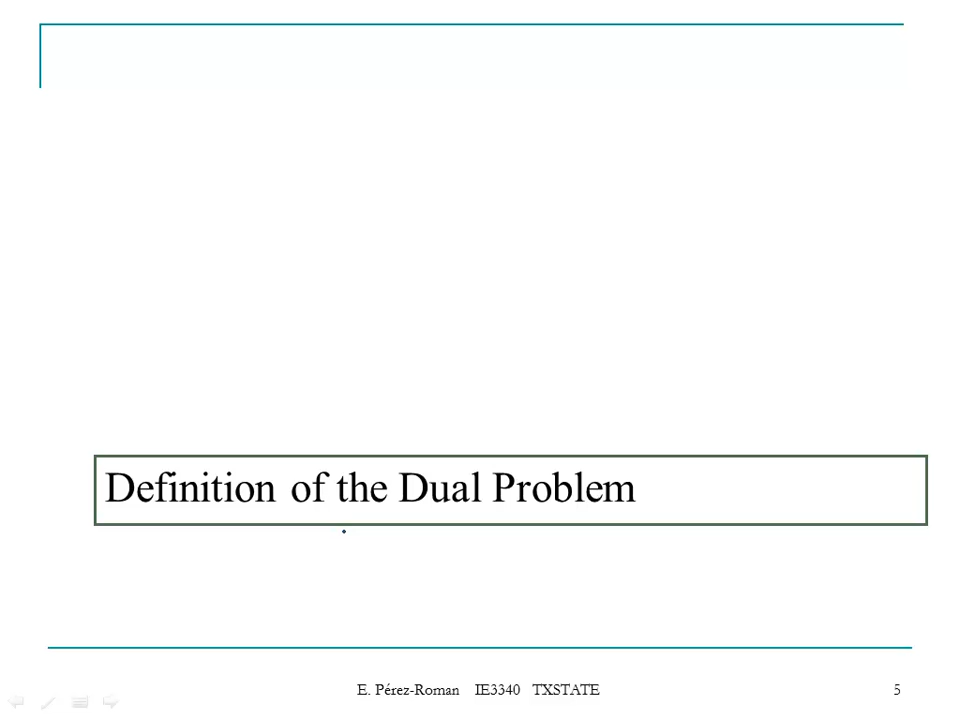 Definition of the Dual Problem
E. Pérez-Roman IE3340 TXSTATE 5